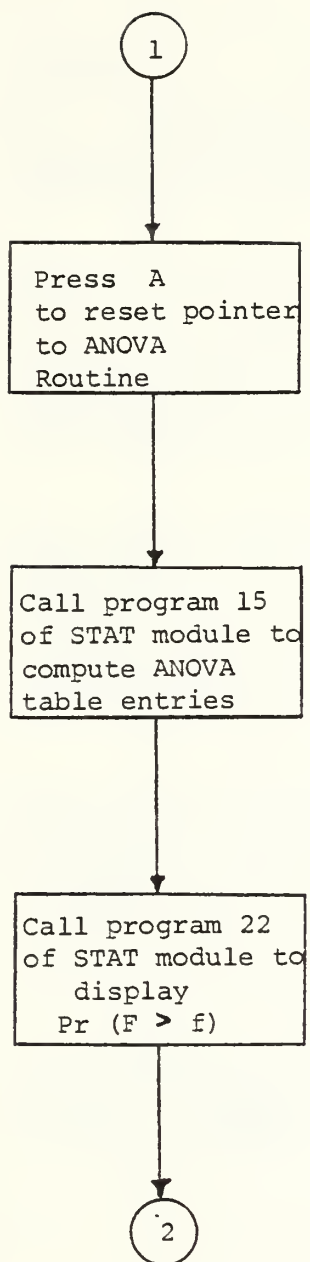 1
Press A
to reset pointer
to ANOVA
Routine
Call program 15
of STAT module to
compute ANOVA
table entries
Call program 22
of STAT module to
display
Pr (F > f)
2